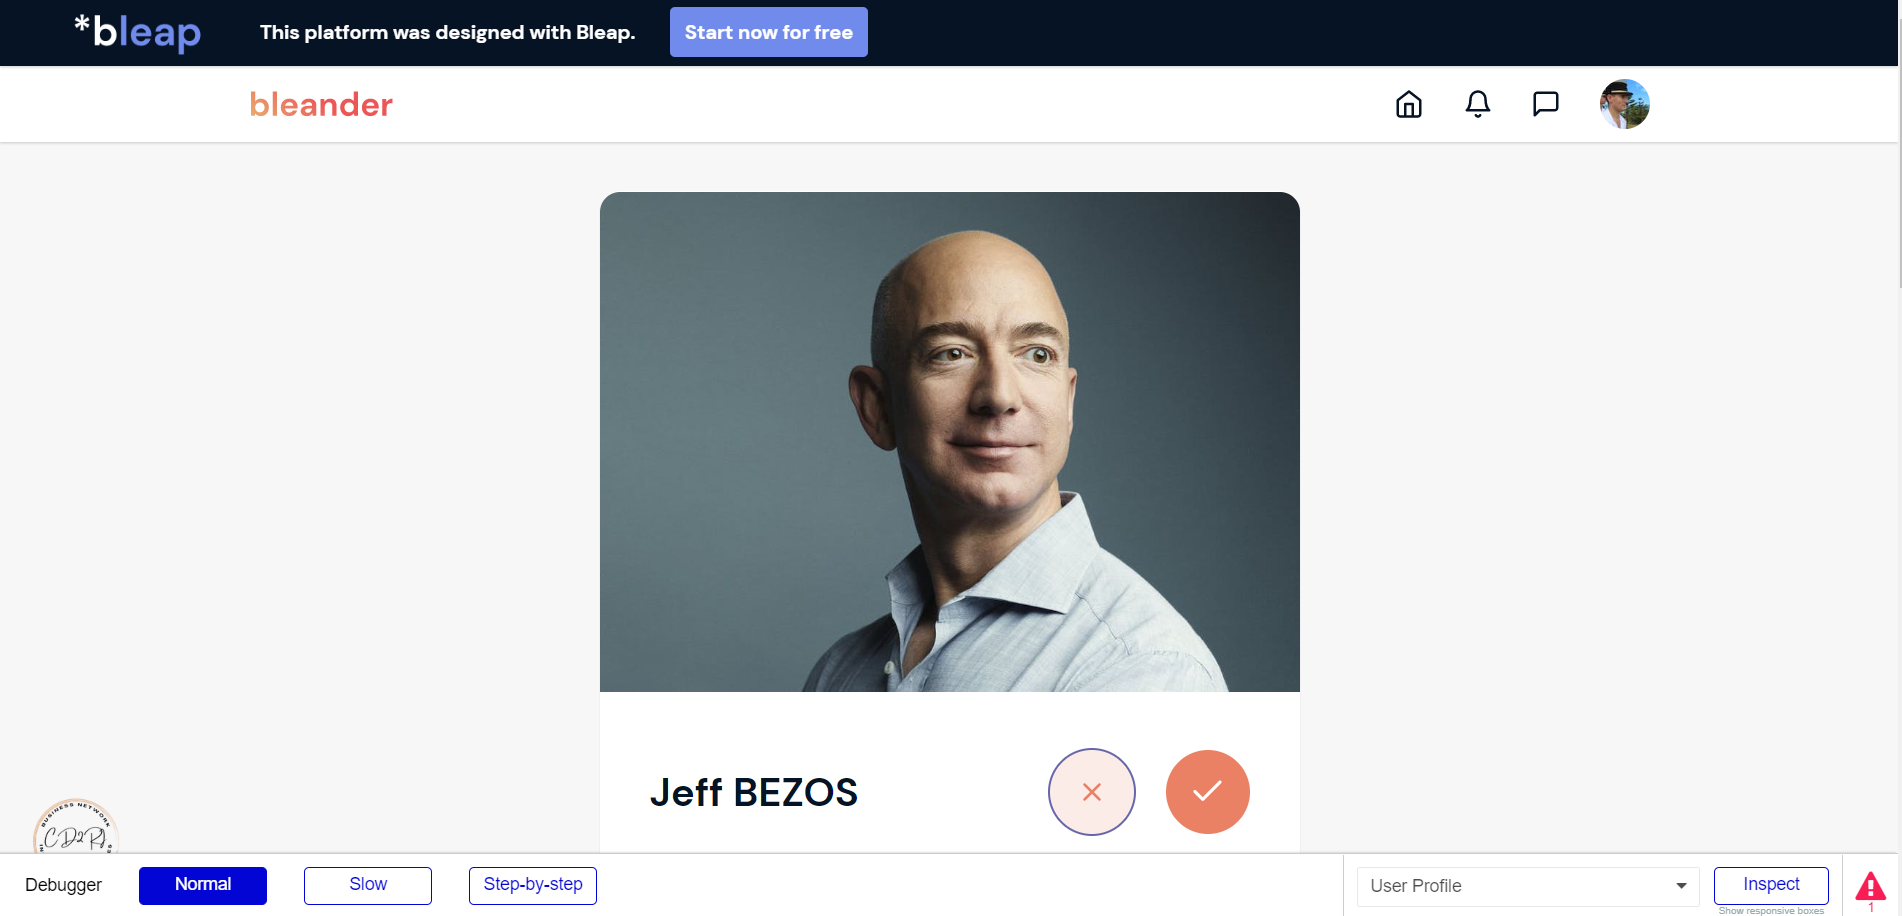 *bleap
This platform was designed with Bleap.
Start now for free
bleander
Jeff BEZOS
BUSINESS NETWORK
CD2R
Debugger
Normal
Slow
Step-by-step
User Profile
Inspect
Show responsive boxes
1